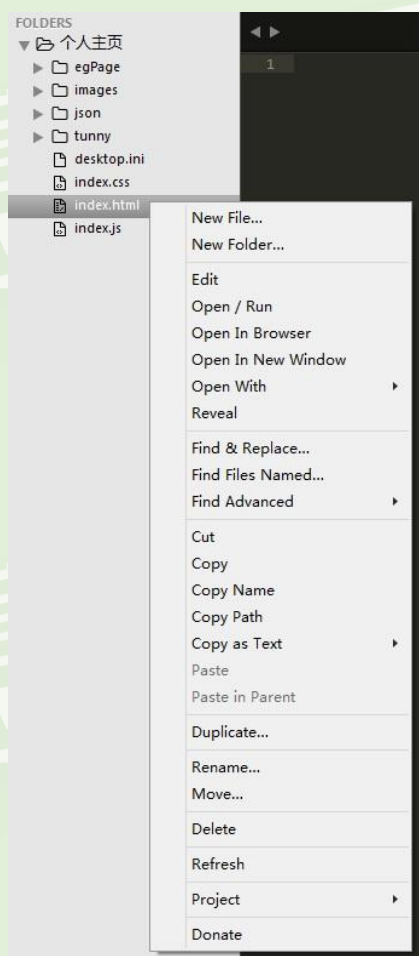 FOLDERS
个人主页
egPage
images
json
tunny
desktop.ini
index.css
index.html
index.js
1
New File...
New Folder...
Edit
Open / Run
Open In Browser
Open In New Window
Open With
Reveal
Find & Replace...
Find Files Named...
Find Advanced
Cut
Copy
Copy Name
Copy Path
Copy as Text
Paste
Paste in Parent
Duplicate...
Rename...
Move...
Delete
Refresh
Project
Donate